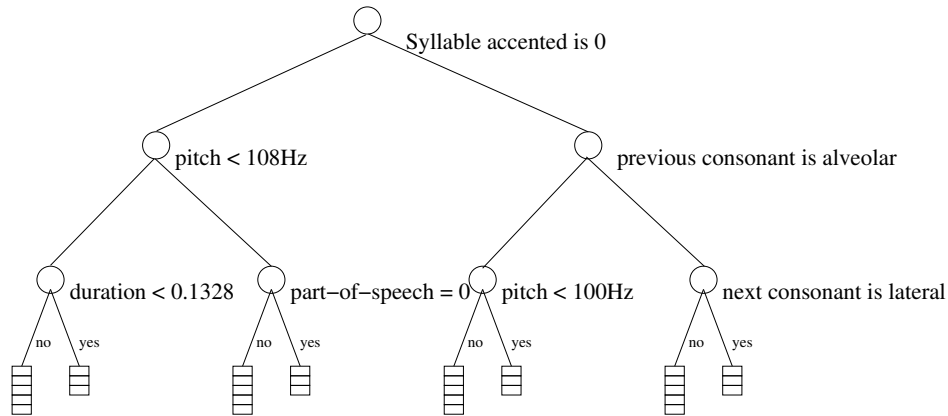 Syllable accented is 0
pitch < 108Hz
previous consonant is alveolar
duration < 0.1328
part−of−speech = 0
pitch < 100Hz
next consonant is lateral
no
yes
no
yes
no
yes
no
yes